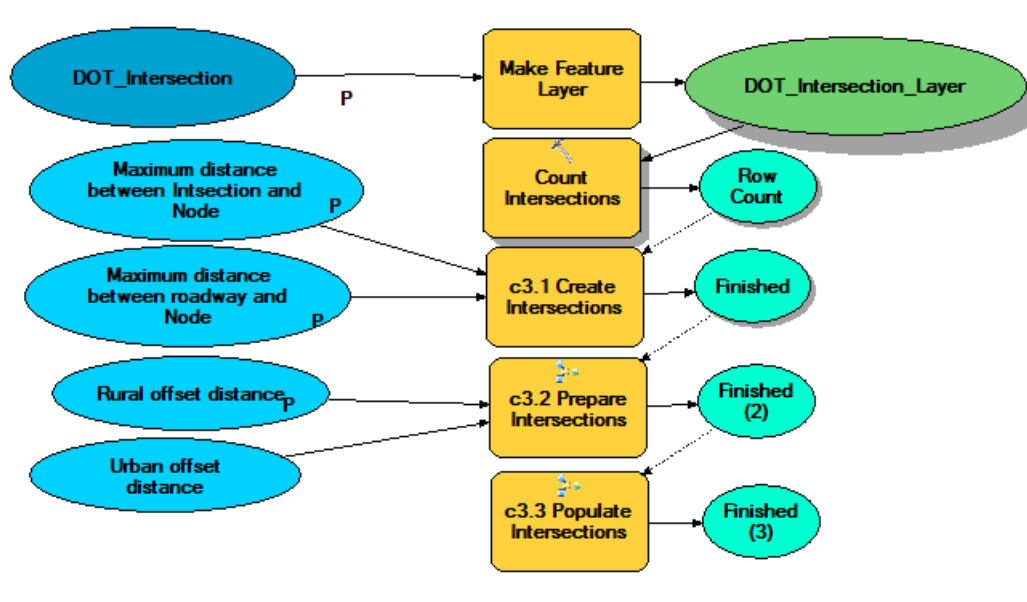 DOT_Intersection
P
Make Feature
Layer
DOT_Intersection_Layer
Maximum distance
between Intsection and
Node
P
Count
Intersections
Row
Count
Maximum distance
between roadway and
Node
P
c3.1 Create
Intersections
Finished
Rural offset distance
P
c3.2 Prepare
Intersections
Finished
(2)
Urban offset
distance
c3.3 Populate
Intersections
Finished
(3)